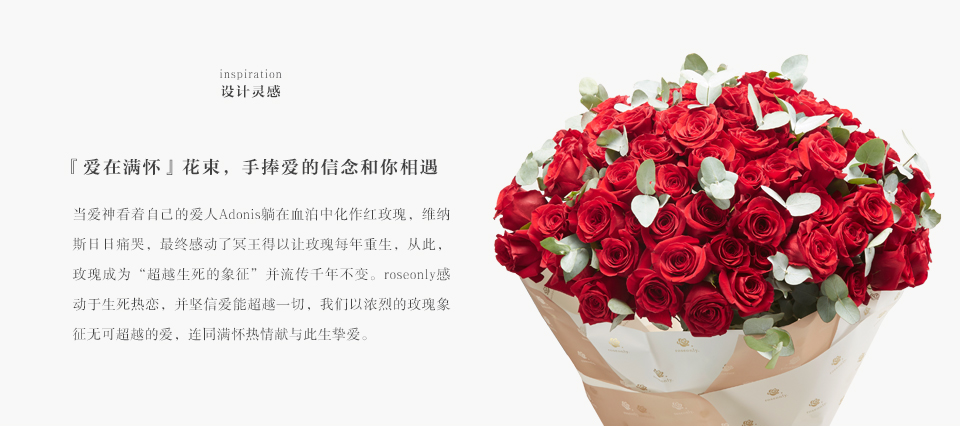 inspiration
设计灵感
『爱在满怀』花束，手捧爱的信念和你相遇
当爱神看着自己的爱人Adonis躺在血泊中化作红玫瑰，维纳
斯日日痛哭，最终感动了冥王得以让玫瑰每年重生，从此，
玫瑰成为“超越生死的象征”并流传千年不变。roseonly感
动于生死热恋，并坚信爱能超越一切，我们以浓烈的玫瑰象
征无可超越的爱，连同满怀热情献与此生挚爱。